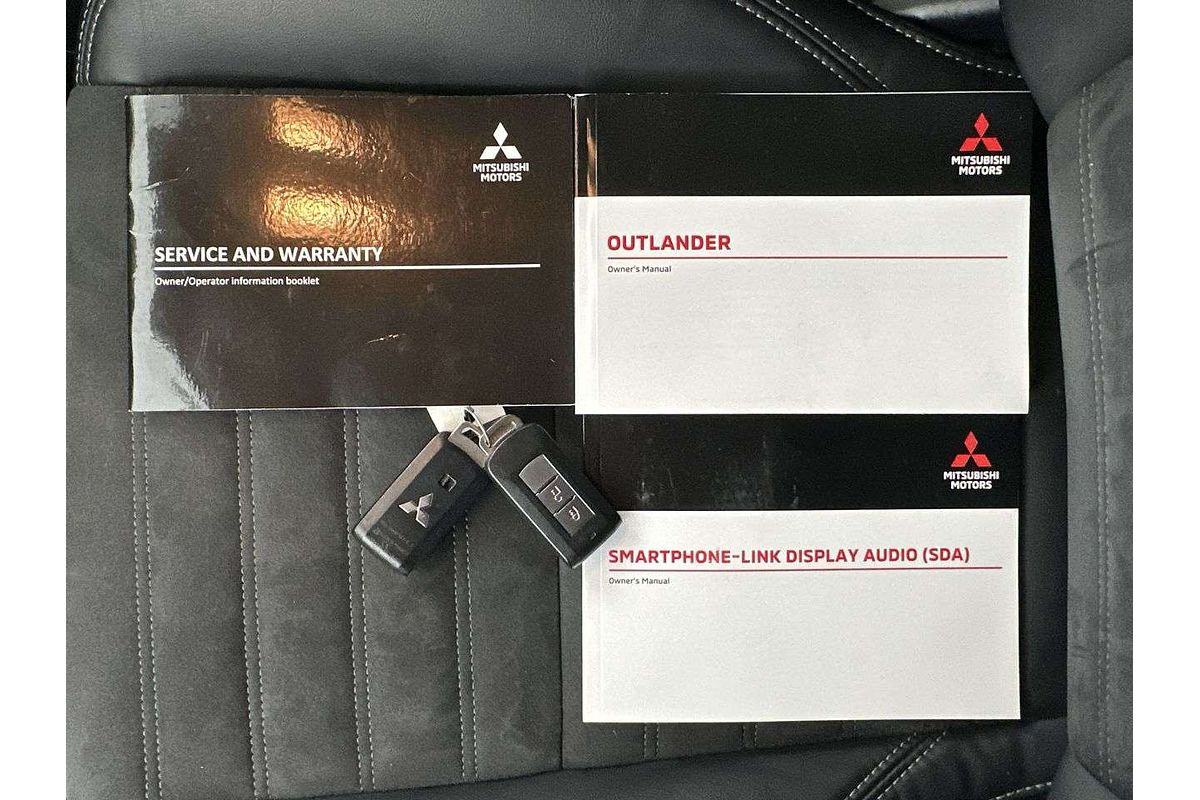 MITSUBISHI
MOTORS
SERVICE AND WARRANTY
Owner/Operator information booklet
MITSUBISHI
MOTORS
OUTLANDER
Owner's Manual
MITSUBISHI
MOTORS
SMARTPHONE-LINK DISPLAY AUDIO (SDA)
Owner's Manual